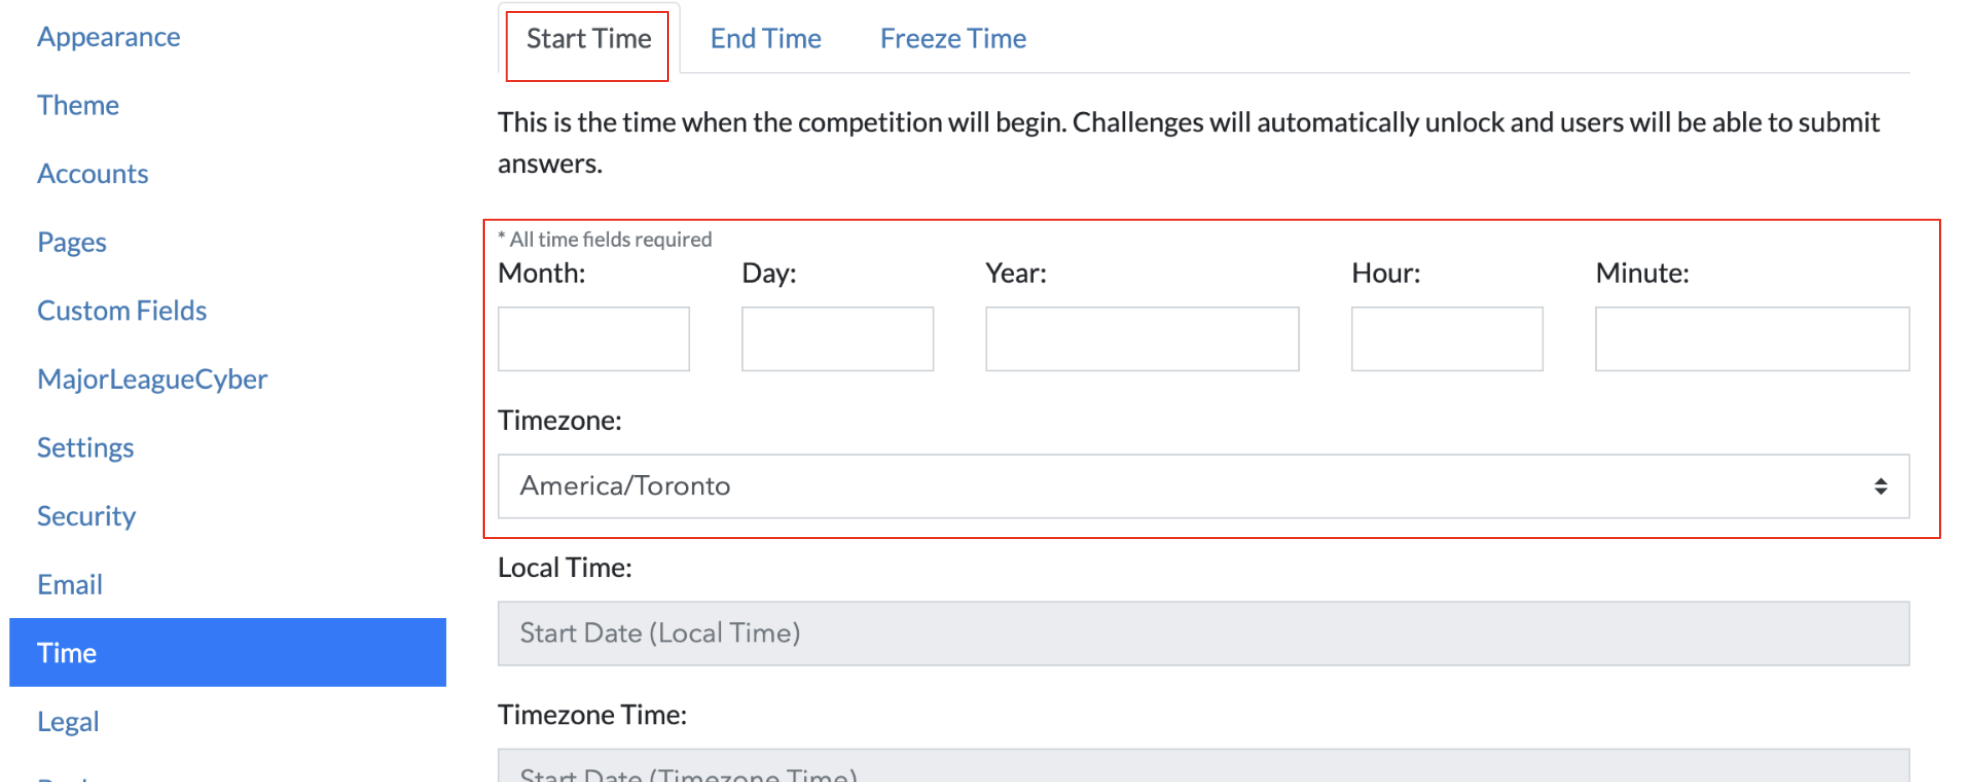 Appearance
Theme
Accounts
Pages
Custom Fields
MajorLeagueCyber
Settings
Security
Email
Time
Legal
Start Time
End Time
Freeze Time
This is the time when the competition will begin. Challenges will automatically unlock and users will be able to submit
answers.
* All time fields required
Month:
Day:
Year:
Hour:
Minute:
Timezone:
America/Toronto
Local Time:
Start Date (Local Time)
Timezone Time:
Start Date (Timezone Time)